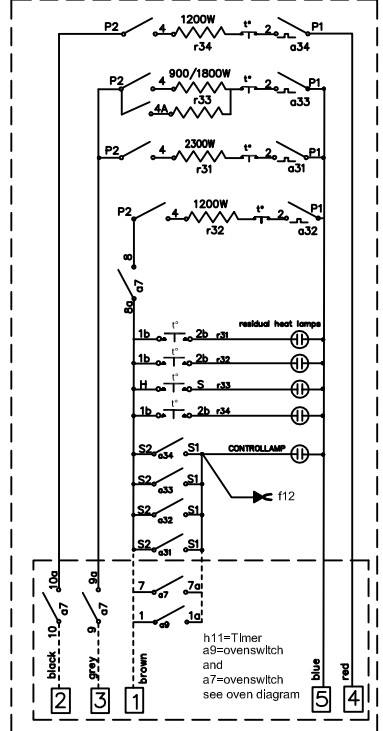 1200W
P2 4 t° 2 P1
r34 a34
900/1800W
P2 4 t° 2 P1
r33 a33
4A
2300W
P2 4 t° 2 P1
r31 a31
1200W
P2 4 t° 2 P1
r32 a32
8
a7
8a
t° residual heat lamps
1b 2b r31
t°
1b 2b r32
t°
H S r33
t°
1b 2b r34
S2 S1 CONTROLLAMP
a34
S2 S1
a33 f12
S2 S1
a32
S2 S1
a31
10a 9a 7 7a
a7 a7 a7
10 9 1 1a
a9
h11=TImer
a9=ovenswItch
and
a7=ovenswItch
see oven diagram
black grey brown blue red
2 3 1 5 4